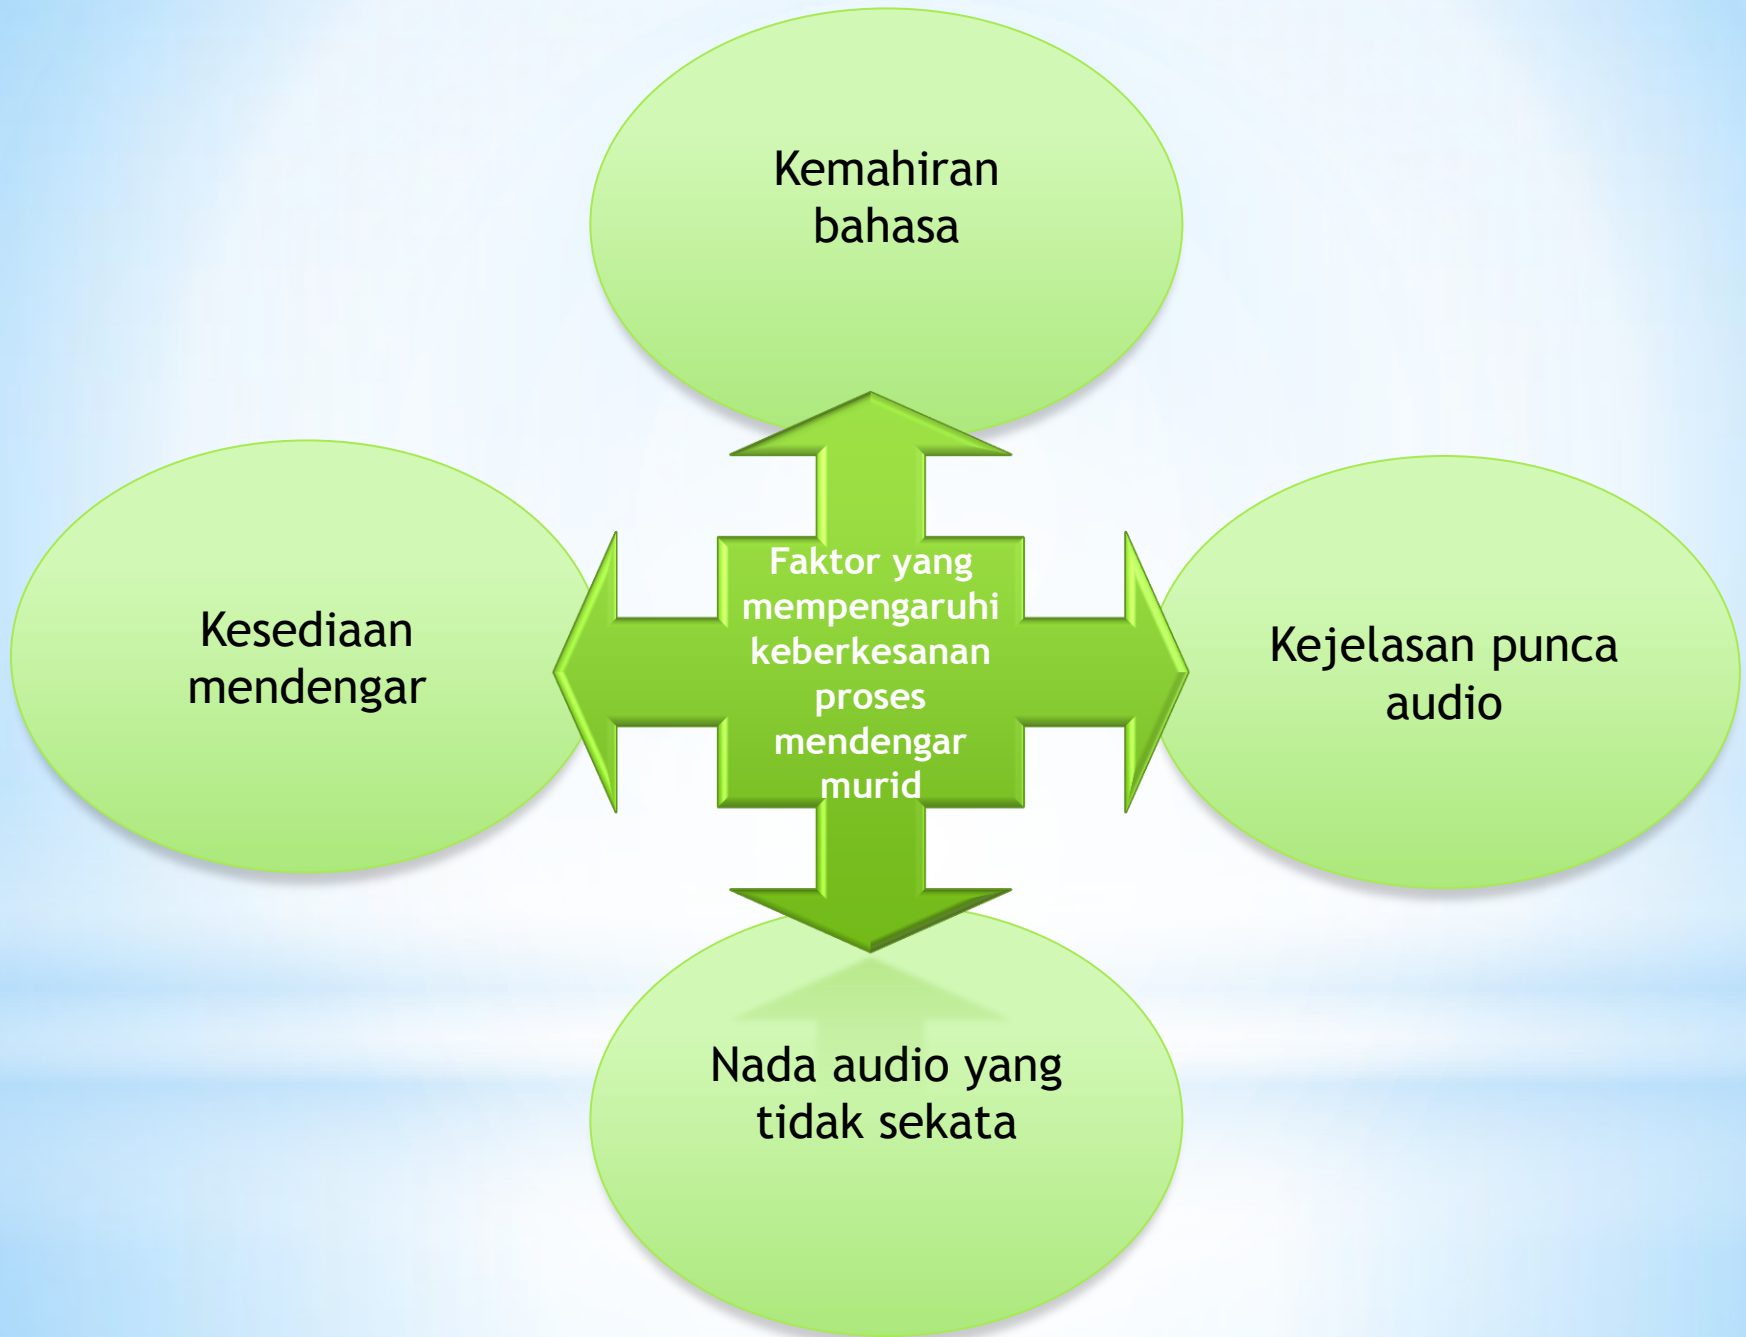 Kemahiran
bahasa
Kesediaan
mendengar
Faktor yang
mempengaruhi
keberkesanan
proses
mendengar
murid
Kejelasan punca
audio
Nada audio yang
tidak sekata